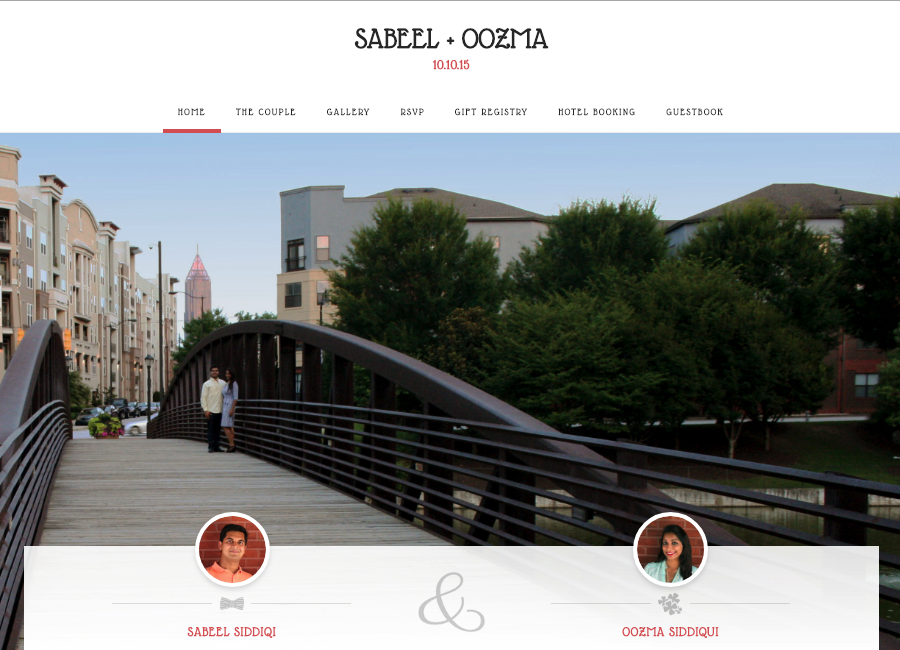 SABEEL + OOZMA
10.10.15
HOME THE COUPLE GALLERY RSVP GIFT REGISTRY HOTEL BOOKING GUESTBOOK
&
SABEEL SIDDIQI OOZMA SIDDIQUI